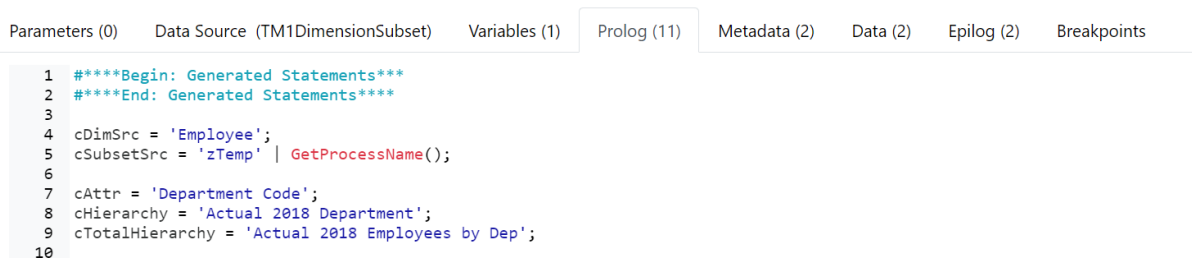 Parameters (0) Data Source (TM1DimensionSubset) Variables (1) Prolog (11) Metadata (2) Data (2) Epilog (2) Breakpoints
1 #****Begin: Generated Statements***
2 #****End: Generated Statements****
3
4 cDimSrc = 'Employee';
5 cSubsetSrc = 'zTemp' | GetProcessName();
6
7 cAttr = 'Department Code';
8 cHierarchy = 'Actual 2018 Department';
9 cTotalHierarchy = 'Actual 2018 Employees by Dep';
10